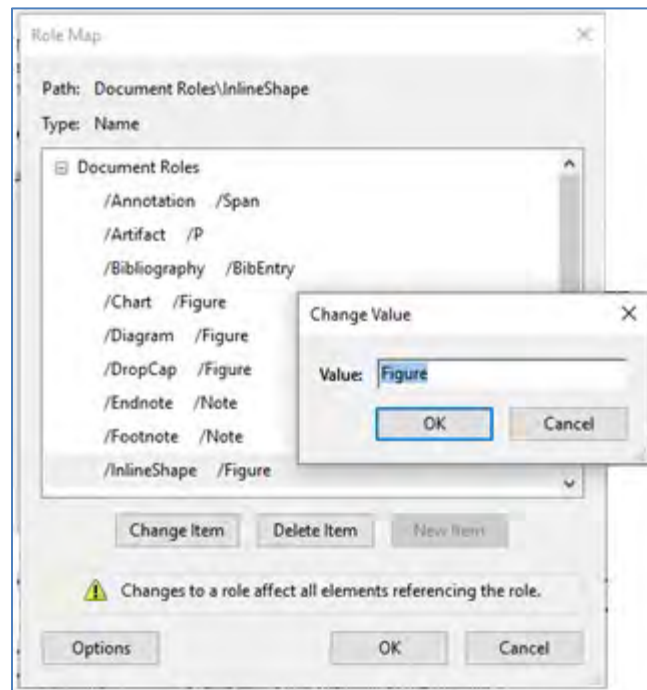 Role Map
Path: Document Roles\InlineShape
Type: Name
Document Roles
/Annotation /Span
/Artifact /P
/Bibliography /BibEntry
/Chart /Figure
/Diagram /Figure
/DropCap /Figure
/Endnote /Note
/Footnote /Note
/InlineShape /Figure
Change Value
Value: Figure
OK Cancel
Change Item Delete Item New Item
Changes to a role affect all elements referencing the role.
Options OK Cancel